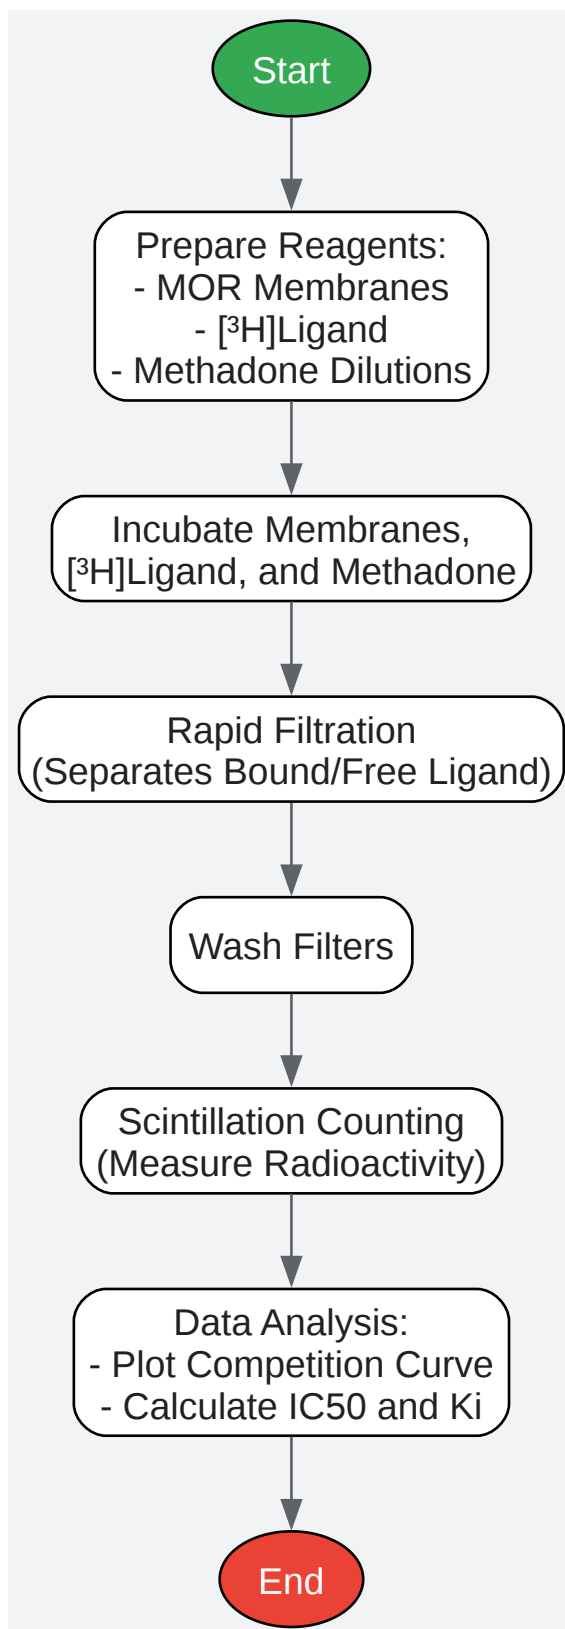 Start
Prepare Reagents:
- MOR Membranes
- [³H]Ligand
- Methadone Dilutions
Incubate Membranes,
[³H]Ligand, and Methadone
Rapid Filtration
(Separates Bound/Free Ligand)
Wash Filters
Scintillation Counting
(Measure Radioactivity)
Data Analysis:
- Plot Competition Curve
- Calculate IC50 and Ki
End